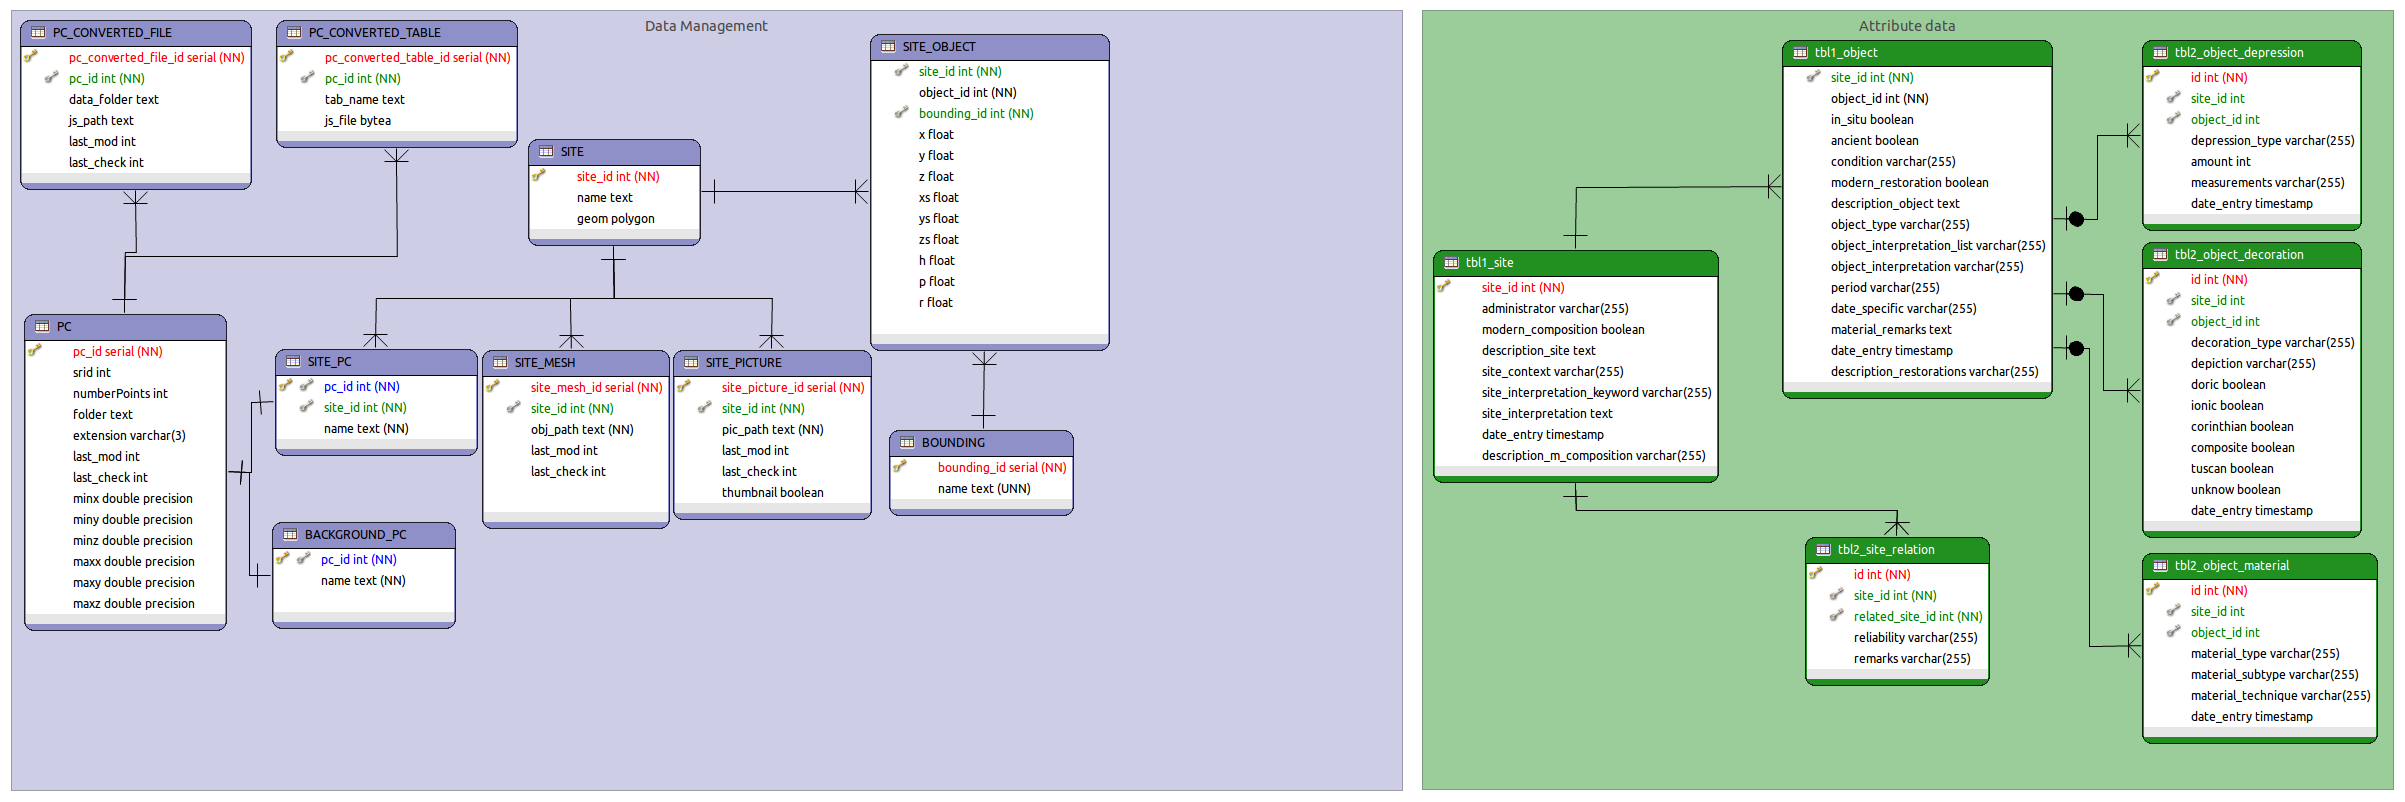 Data Management
PC_CONVERTED_FILE
pc_converted_file_id serial (NN)
pc_id int (NN)
data_folder text
js_path text
last_mod int
last_check int
PC_CONVERTED_TABLE
pc_converted_table_id serial (NN)
pc_id int (NN)
tab_name text
js_file bytea
SITE
site_id int (NN)
name text
geom polygon
SITE_OBJECT
site_id int (NN)
object_id int (NN)
bounding_id int (NN)
x float
y float
z float
xs float
ys float
zs float
h float
p float
r float
PC
pc_id serial (NN)
srid int
numberPoints int
folder text
extension varchar(3)
last_mod int
last_check int
minx double precision
miny double precision
minz double precision
maxx double precision
maxy double precision
maxz double precision
SITE_PC
pc_id int (NN)
site_id int (NN)
name text (NN)
SITE_MESH
site_mesh_id serial (NN)
site_id int (NN)
obj_path text (NN)
last_mod int
last_check int
SITE_PICTURE
site_picture_id serial (NN)
site_id int (NN)
pic_path text (NN)
last_mod int
last_check int
thumbnail boolean
BOUNDING
bounding_id serial (NN)
name text (UNN)
BACKGROUND_PC
pc_id int (NN)
name text (NN)
Attribute data
tbl1_object
site_id int (NN)
object_id int (NN)
in_situ boolean
ancient boolean
condition varchar(255)
modern_restoration boolean
description_object text
object_type varchar(255)
object_interpretation_list varchar(255)
object_interpretation varchar(255)
period varchar(255)
date_specific varchar(255)
material_remarks text
date_entry timestamp
description_restorations varchar(255)
tbl2_object_depression
id int (NN)
site_id int
object_id int
depression_type varchar(255)
amount int
measurements varchar(255)
date_entry timestamp
tbl1_site
site_id int (NN)
administrator varchar(255)
modern_composition boolean
description_site text
site_context varchar(255)
site_interpretation_keyword varchar(255)
site_interpretation text
date_entry timestamp
description_m_composition varchar(255)
tbl2_object_decoration
id int (NN)
site_id int
object_id int
decoration_type varchar(255)
depiction varchar(255)
doric boolean
ionic boolean
corinthian boolean
composite boolean
tuscan boolean
unknow boolean
date_entry timestamp
tbl2_site_relation
id int (NN)
site_id int (NN)
related_site_id int (NN)
reliability varchar(255)
remarks varchar(255)
tbl2_object_material
id int (NN)
site_id int
object_id int
material_type varchar(255)
material_subtype varchar(255)
material_technique varchar(255)
date_entry timestamp